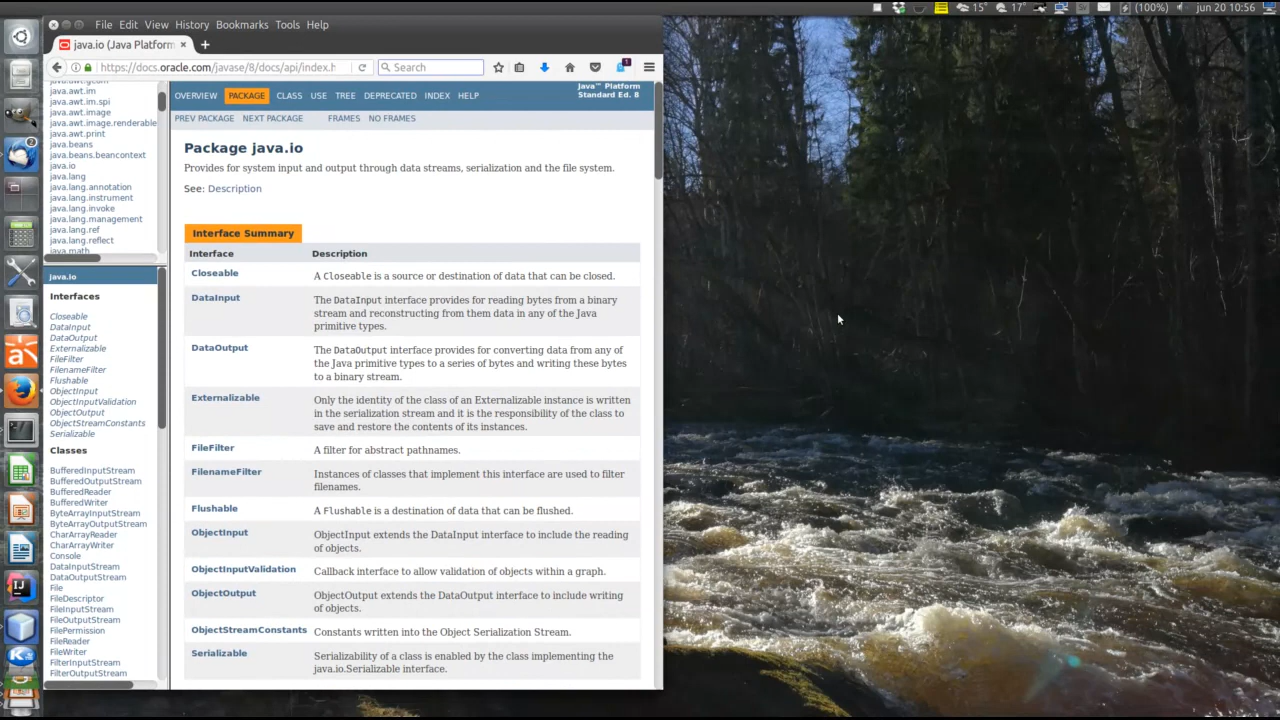 File Edit View History Bookmarks Tools Help
(100%) jun 20 10:56
15° 17°
java.io (Java Platform
https://docs.oracle.com/javase/8/docs/api/index.h
Search
java.awt.im
java.awt.im.spi
java.awt.image
java.awt.image.renderable
java.awt.print
java.beans
java.beans.beancontext
java.io
java.lang
java.lang.annotation
java.lang.instrument
java.lang.invoke
java.lang.management
java.lang.ref
java.lang.reflect
java.math
java.io
Interfaces
Closeable
DataInput
DataOutput
Externalizable
FileFilter
FilenameFilter
Flushable
ObjectInput
ObjectInputValidation
ObjectOutput
ObjectStreamConstants
Serializable
Classes
BufferedInputStream
BufferedOutputStream
BufferedReader
BufferedWriter
ByteArrayInputStream
ByteArrayOutputStream
CharArrayReader
CharArrayWriter
Console
DataInputStream
DataOutputStream
File
FileDescriptor
FileInputStream
FileOutputStream
FilePermission
FileReader
FileWriter
FilterInputStream
FilterOutputStream
OVERVIEW PACKAGE CLASS USE TREE DEPRECATED INDEX HELP
Java™ Platform
Standard Ed. 8
PREV PACKAGE NEXT PACKAGE FRAMES NO FRAMES
Package java.io
Provides for system input and output through data streams, serialization and the file system.
See: Description
Interface Summary
Interface Description
Closeable A Closeable is a source or destination of data that can be closed.
DataInput The DataInput interface provides for reading bytes from a binary
stream and reconstructing from them data in any of the Java
primitive types.
DataOutput The DataOutput interface provides for converting data from any of
the Java primitive types to a series of bytes and writing these bytes
to a binary stream.
Externalizable Only the identity of the class of an Externalizable instance is written
in the serialization stream and it is the responsibility of the class to
save and restore the contents of its instances.
FileFilter A filter for abstract pathnames.
FilenameFilter Instances of classes that implement this interface are used to filter
filenames.
Flushable A Flushable is a destination of data that can be flushed.
ObjectInput ObjectInput extends the DataInput interface to include the reading
of objects.
ObjectInputValidation Callback interface to allow validation of objects within a graph.
ObjectOutput ObjectOutput extends the DataOutput interface to include writing
of objects.
ObjectStreamConstants Constants written into the Object Serialization Stream.
Serializable Serializability of a class is enabled by the class implementing the
java.io.Serializable interface.